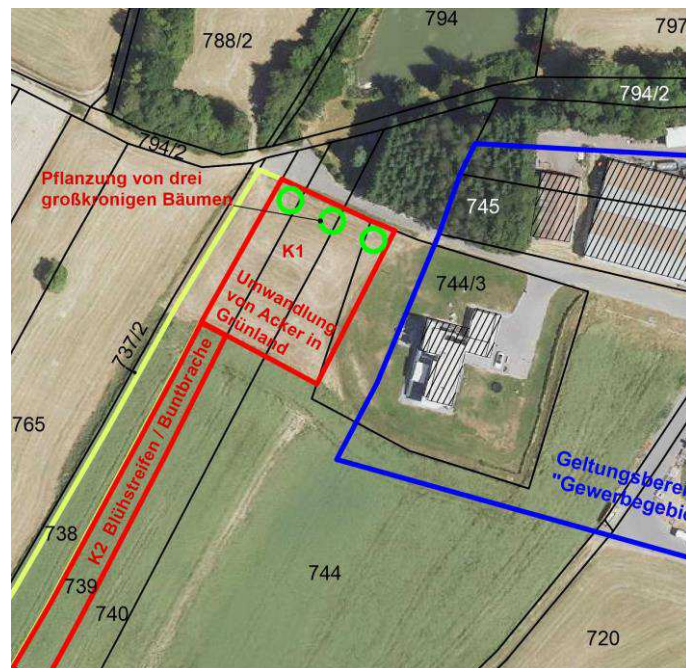 788/2
794
797
794/2
794/2
Pflanzung von drei
großkronigen Bäumen
745
K1
744/3
Umwandlung
von Acker in
Grünland
737/2
765
K2 Blühstreifen / Buntbrache
Geltungsberei
"Gewerbegebi
738
739
740
744
720